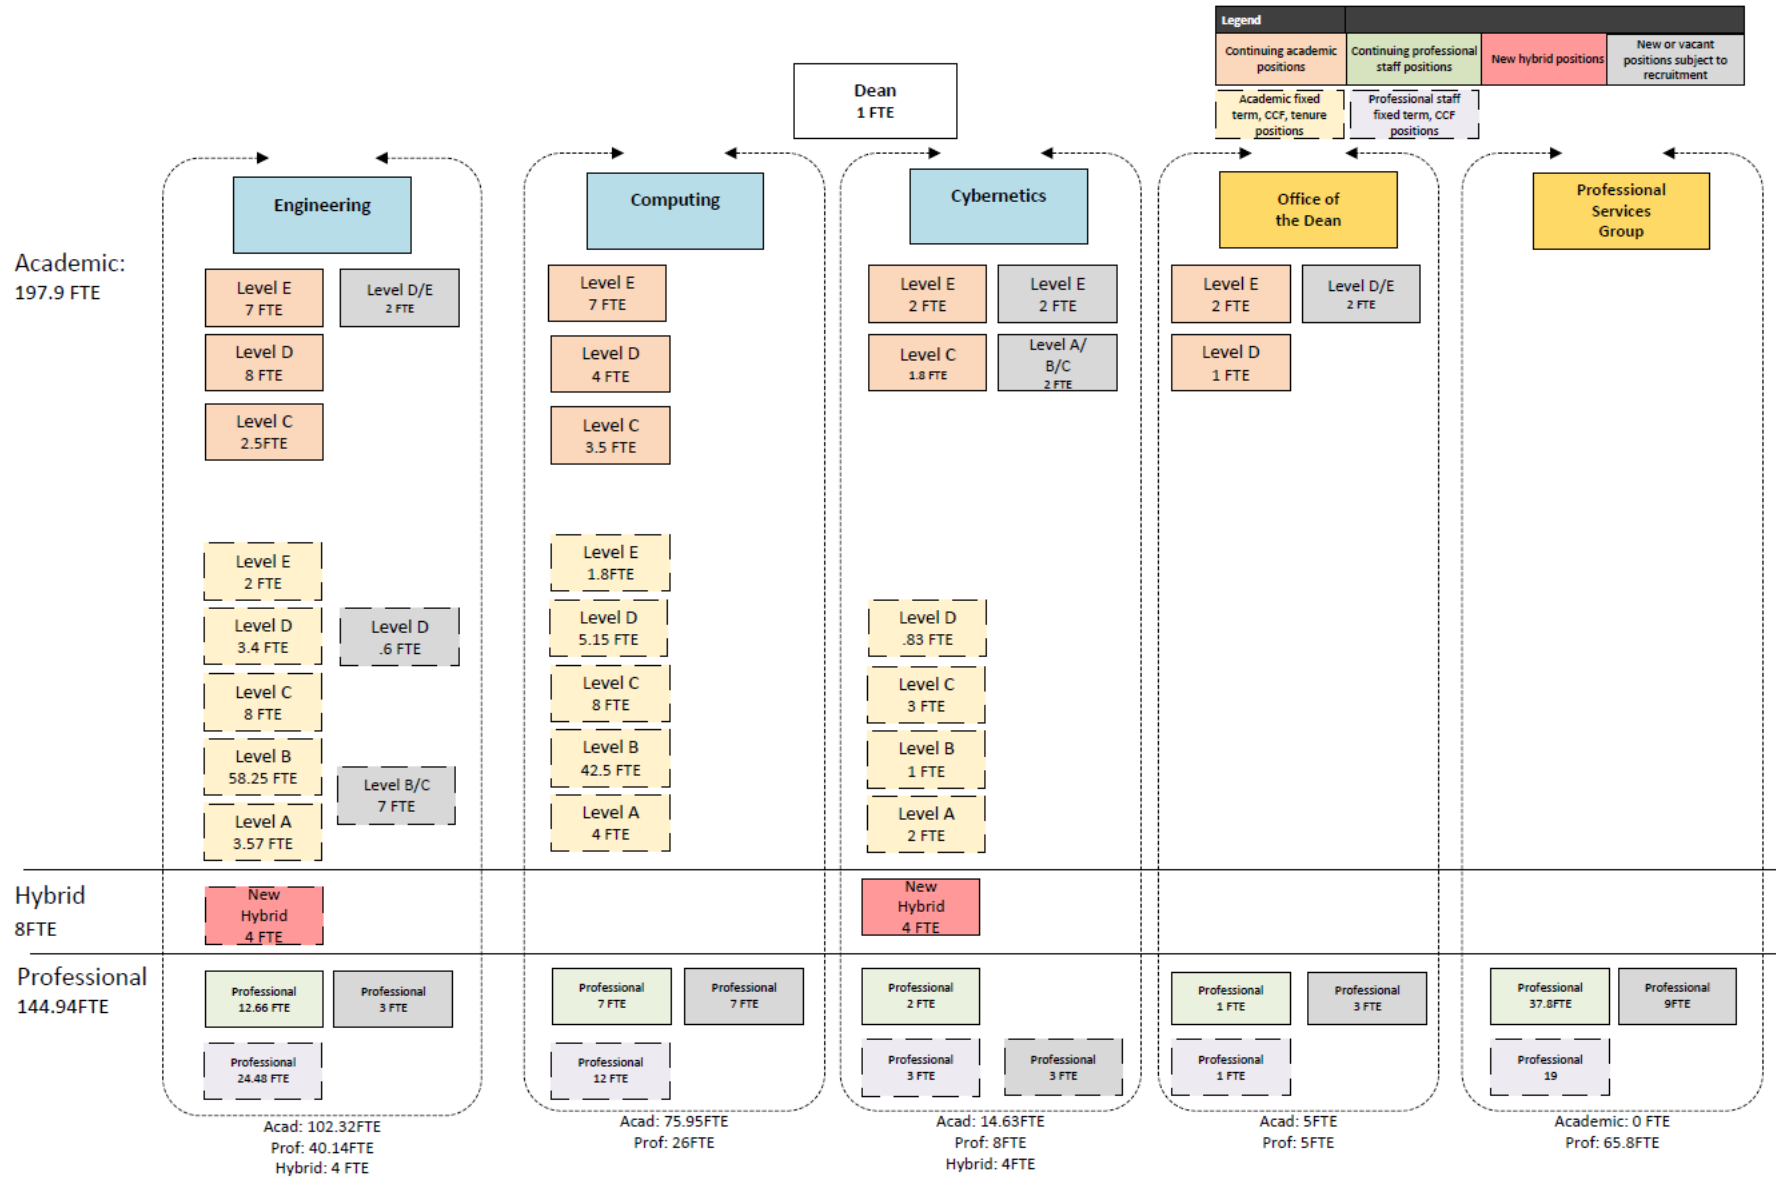 Legend
Continuing academic
positions
Continuing professional
staff positions
New hybrid positions
New or vacant
positions subject to
recruitment
Academic fixed
term, CCF, tenure
positions
Professional staff
fixed term, CCF
positions
Dean
1 FTE
Engineering
Computing
Cybernetics
Office of
the Dean
Professional
Services
Group
Academic:
197.9 FTE
Level E
7 FTE
Level D/E
2 FTE
Level D
8 FTE
Level C
2.5FTE
Level E
2 FTE
Level D
3.4 FTE
Level D
.6 FTE
Level C
8 FTE
Level B
58.25 FTE
Level B/C
7 FTE
Level A
3.57 FTE
Level E
7 FTE
Level D
4 FTE
Level C
3.5 FTE
Level E
1.8FTE
Level D
5.15 FTE
Level C
8 FTE
Level B
42.5 FTE
Level A
4 FTE
Level E
2 FTE
Level E
2 FTE
Level C
1.8 FTE
Level A/
B/C
2 FTE
Level D
.83 FTE
Level C
3 FTE
Level B
1 FTE
Level A
2 FTE
Level E
2 FTE
Level D/E
2 FTE
Level D
1 FTE
Hybrid
8FTE
New
Hybrid
4 FTE
New
Hybrid
4 FTE
Professional
144.94FTE
Professional
12.66 FTE
Professional
3 FTE
Professional
24.48 FTE
Professional
7 FTE
Professional
7 FTE
Professional
12 FTE
Professional
2 FTE
Professional
3 FTE
Professional
3 FTE
Professional
1 FTE
Professional
3 FTE
Professional
1 FTE
Professional
37.8FTE
Professional
9FTE
Professional
19
Acad: 102.32FTE
Prof: 40.14FTE
Hybrid: 4 FTE
Acad: 75.95FTE
Prof: 26FTE
Acad: 14.63FTE
Prof: 8FTE
Hybrid: 4FTE
Acad: 5FTE
Prof: 5FTE
Academic: 0 FTE
Prof: 65.8FTE